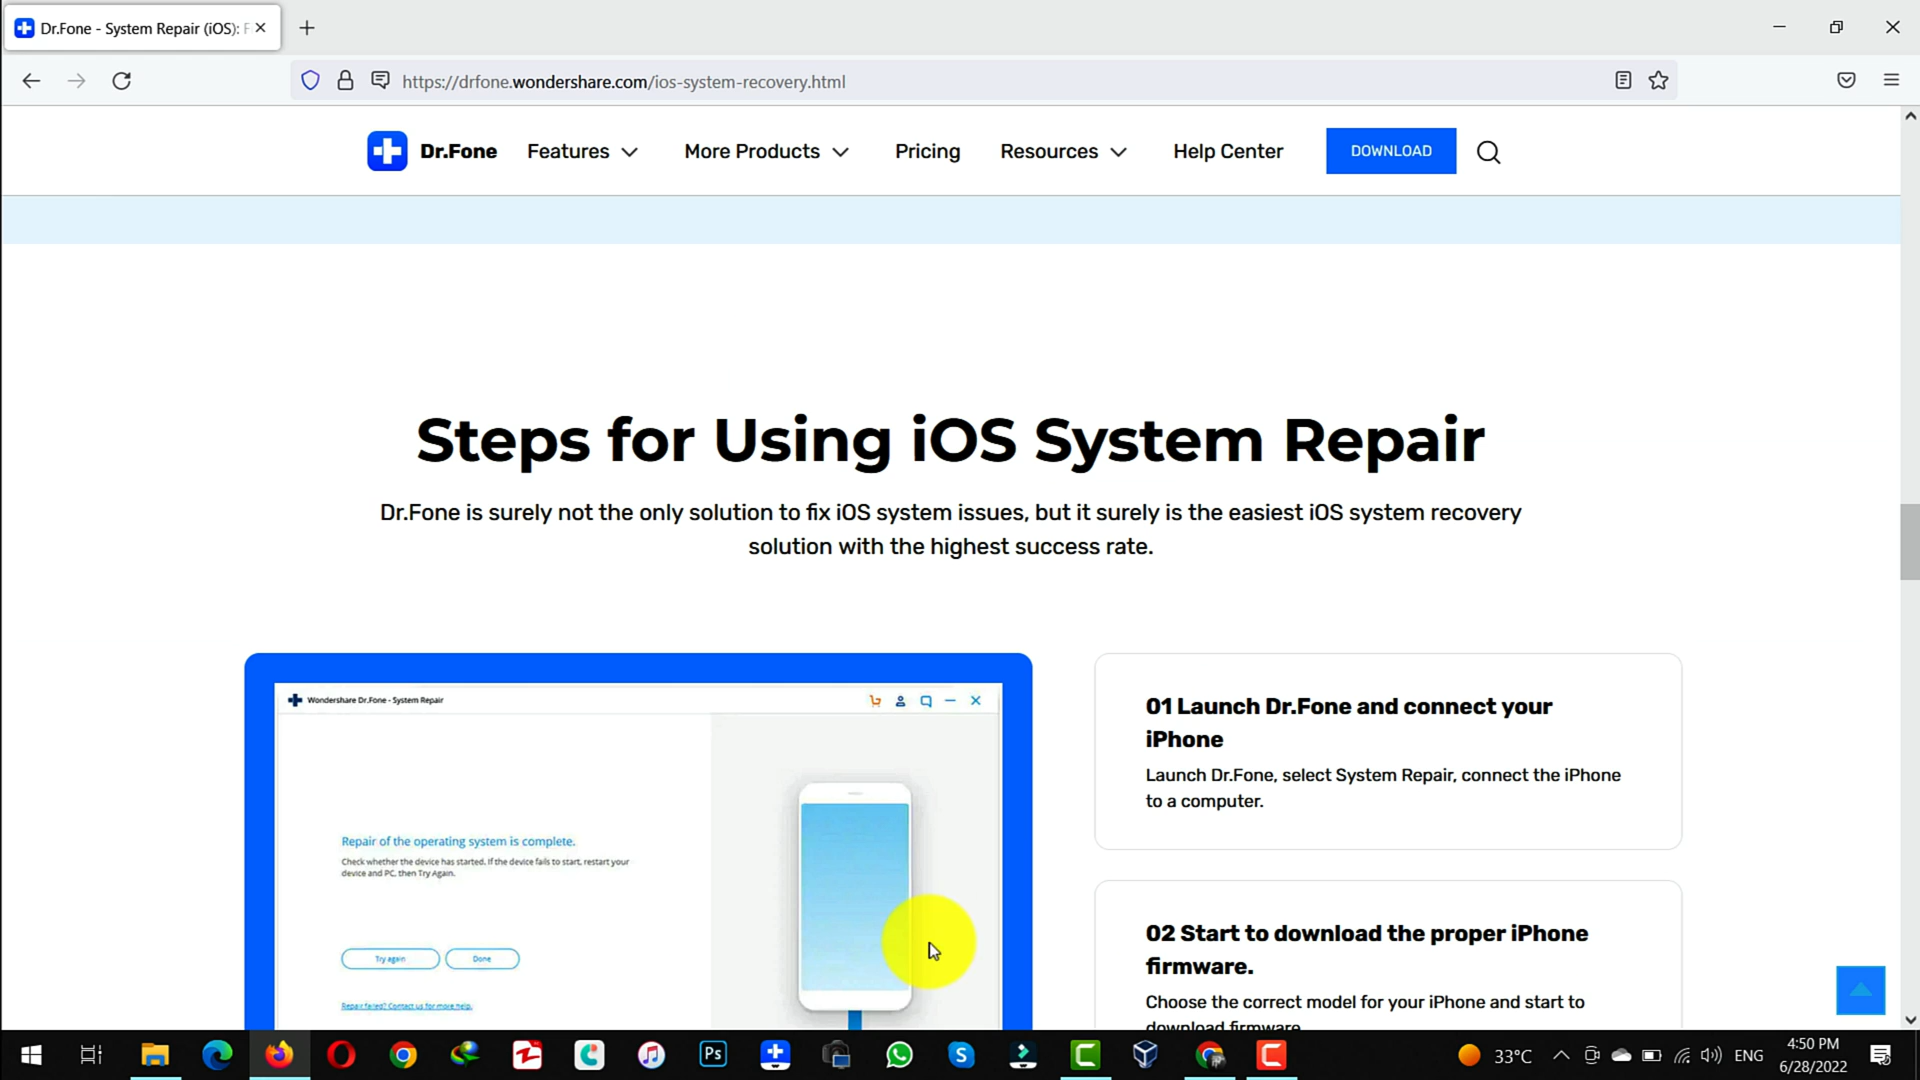 Dr.Fone - System Repair (iOS): F
https://drfone.wondershare.com/ios-system-recovery.html
Dr.Fone Features More Products Pricing Resources Help Center DOWNLOAD
Steps for Using iOS System Repair
Dr.Fone is surely not the only solution to fix iOS system issues, but it surely is the easiest iOS system recovery
solution with the highest success rate.
Wondershare Dr.Fone - System Repair
Repair of the operating system is complete.
Check whether the device has started. If the device fails to start, restart your
device and PC, then Try Again.
Try again Done
Repair failed? Contact us for more help.
01 Launch Dr.Fone and connect your
iPhone
Launch Dr.Fone, select System Repair, connect the iPhone
to a computer.
02 Start to download the proper iPhone
firmware.
Choose the correct model for your iPhone and start to
download firmware
Ps
33°C
ENG
4:50 PM
6/28/2022